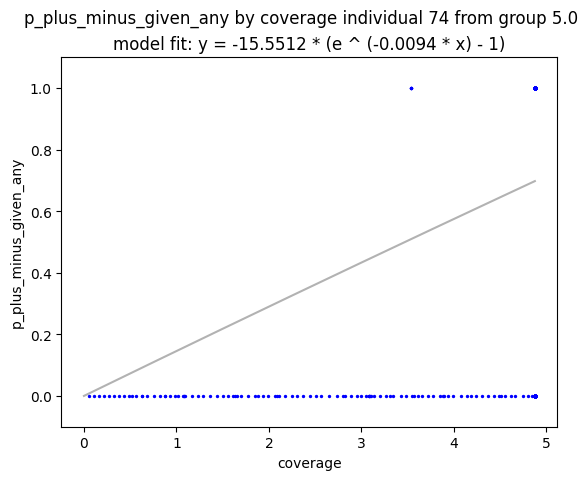 p_plus_minus_given_any by coverage individual 74 from group 5.0
model fit: y = -15.5512 * (e ^ (-0.0094 * x) - 1)
p_plus_minus_given_any
1.0
0.8
0.6
0.4
0.2
0.0
0 1 2 3 4 5
coverage